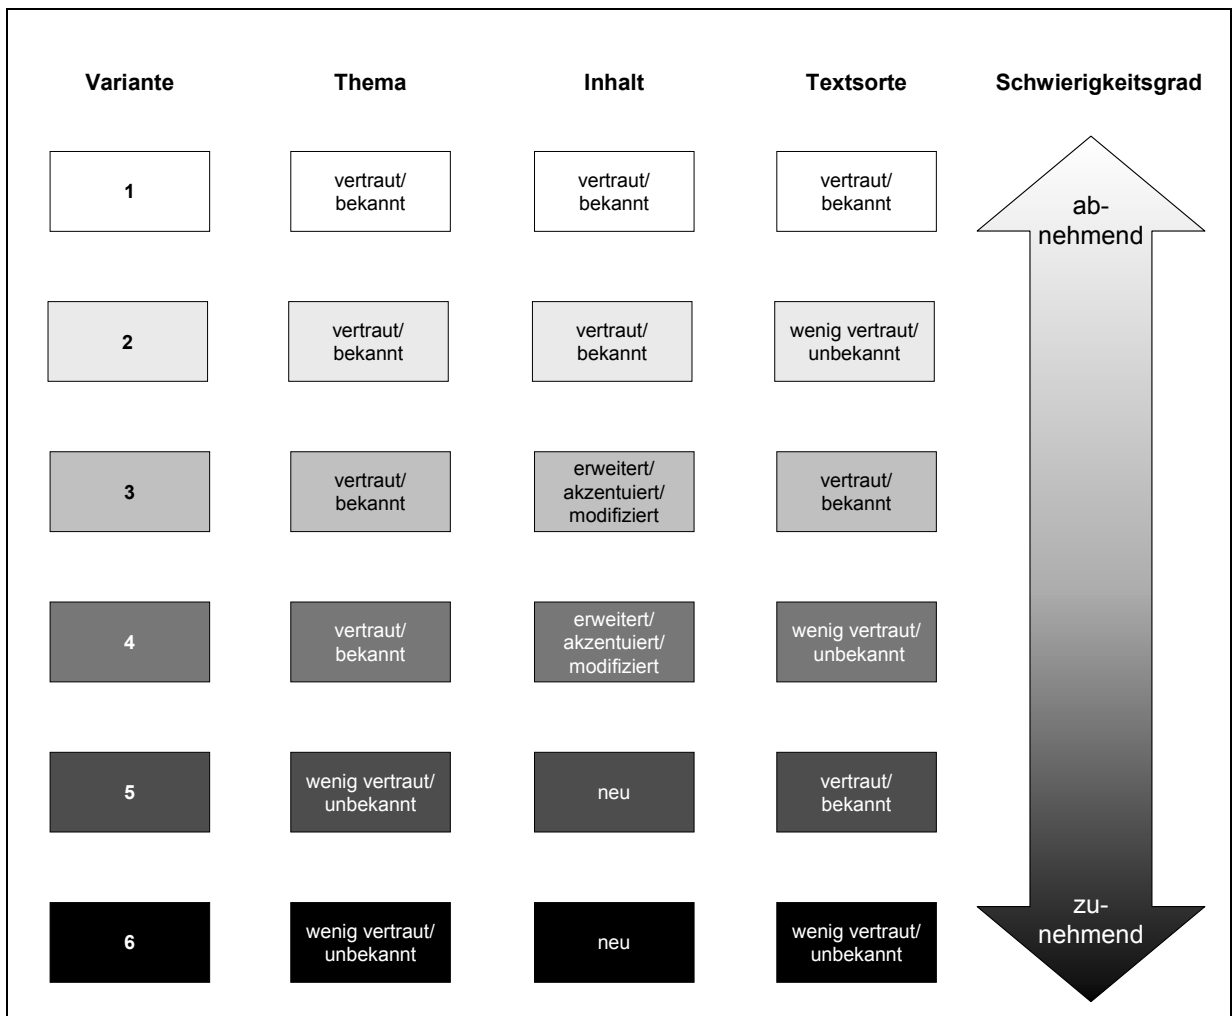 Variante Thema Inhalt Textsorte Schwierigkeitsgrad
1
vertraut/
bekannt
vertraut/
bekannt
vertraut/
bekannt
ab-
nehmend
2
vertraut/
bekannt
vertraut/
bekannt
wenig vertraut/
unbekannt
3
vertraut/
bekannt
erweitert/
akzentuiert/
modifiziert
vertraut/
bekannt
4
vertraut/
bekannt
erweitert/
akzentuiert/
modifiziert
wenig vertraut/
unbekannt
5
wenig vertraut/
unbekannt
neu
vertraut/
bekannt
6
wenig vertraut/
unbekannt
neu
wenig vertraut/
unbekannt
zu-
nehmend